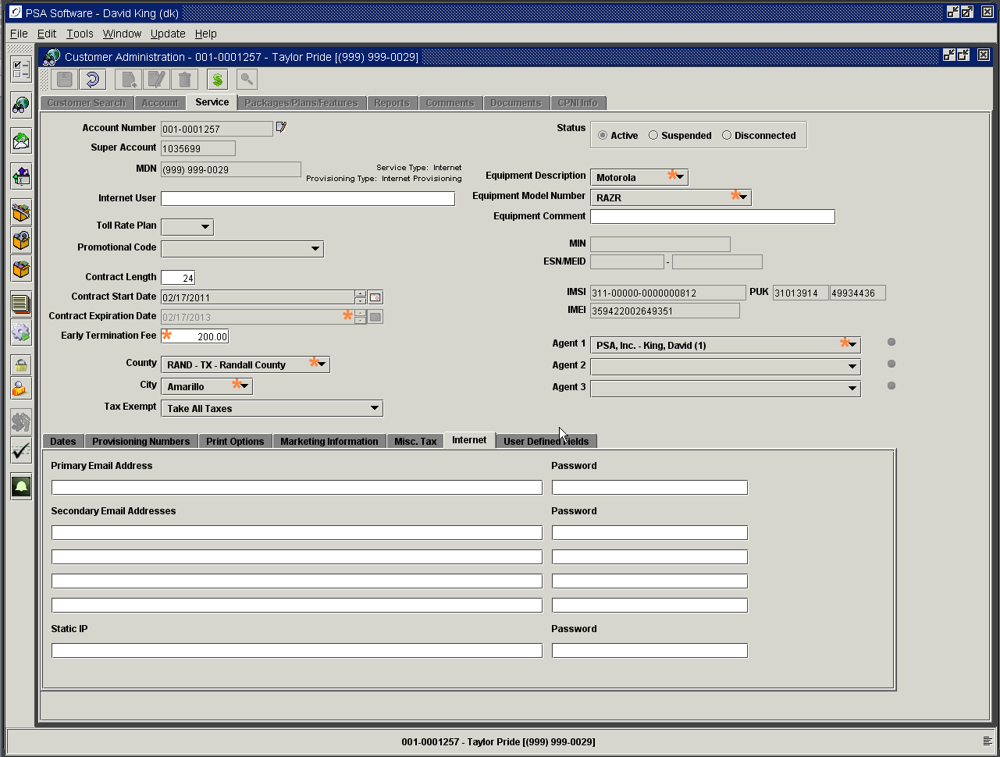 PSA Software - David King (dk)
File Edit Tools Window Update Help
Customer Administration - 001-0001257 - Taylor Pride [(999) 999-0029]
Customer Search Account Service Packages/Plans/Features Reports Comments Documents CPNI Info
Account Number 001-0001257
Super Account 1035699
MDN (999) 999-0029
Service Type: Internet
Provisioning Type: Internet Provisioning
Internet User
Toll Rate Plan
Promotional Code
Contract Length 24
Contract Start Date 02/17/2011
Contract Expiration Date 02/17/2013
Early Termination Fee 200.00
County RAND - TX - Randall County
City Amarillo
Tax Exempt Take All Taxes
Status Active Suspended Disconnected
Equipment Description Motorola
Equipment Model Number RAZR
Equipment Comment
MIN
ESN/MEID -
IMSI 311-00000-0000000812 PUK 31013914 49934436
IMEI 359422002649351
Agent 1 PSA, Inc. - King, David (1)
Agent 2
Agent 3
Dates Provisioning Numbers Print Options Marketing Information Misc. Tax Internet User Defined Fields
Primary Email Address Password
Secondary Email Addresses Password
Static IP Password
001-0001257 - Taylor Pride [(999) 999-0029]